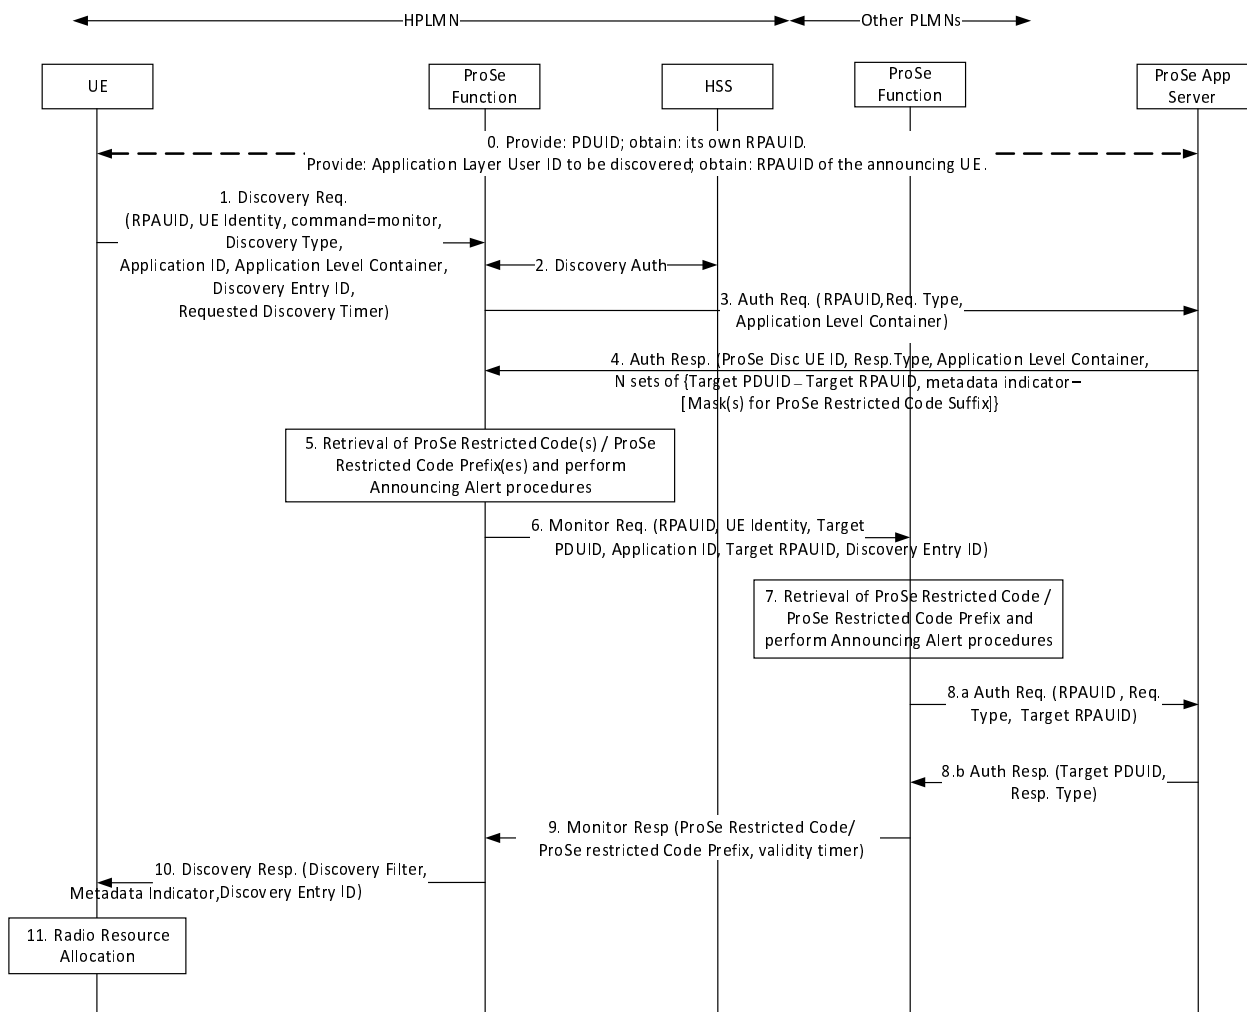 HPLMN
Other PLMNs
UE
ProSe
Function
HSS
ProSe
Function
ProSe App
Server
0. Provide: PDUID; obtain: its own RPAUID.
Provide: Application Layer User ID to be discovered; obtain: RPAUID of the announcing UE.
1. Discovery Req.
(RPAUID, UE Identity, command=monitor,
Discovery Type,
Application ID, Application Level Container,
Discovery Entry ID,
Requested Discovery Timer)
2. Discovery Auth
3. Auth Req. (RPAUID,Req. Type,
Application Level Container)
4. Auth Resp. (ProSe Disc UE ID, Resp.Type, Application Level Container,
N sets of {Target PDUID – Target RPAUID, metadata indicator –
[Mask(s) for ProSe Restricted Code Suffix]}
5. Retrieval of ProSe Restricted Code(s) / ProSe
Restricted Code Prefix(es) and perform
Announcing Alert procedures
6. Monitor Req. (RPAUID, UE Identity, Target
PDUID, Application ID, Target RPAUID, Discovery Entry ID)
7. Retrieval of ProSe Restricted Code /
ProSe Restricted Code Prefix and
perform Announcing Alert procedures
8.a Auth Req. (RPAUID , Req.
Type, Target RPAUID)
8.b Auth Resp. (Target PDUID,
Resp. Type)
9. Monitor Resp (ProSe Restricted Code/
ProSe restricted Code Prefix, validity timer)
10. Discovery Resp. (Discovery Filter,
Metadata Indicator,Discovery Entry ID)
11. Radio Resource
Allocation